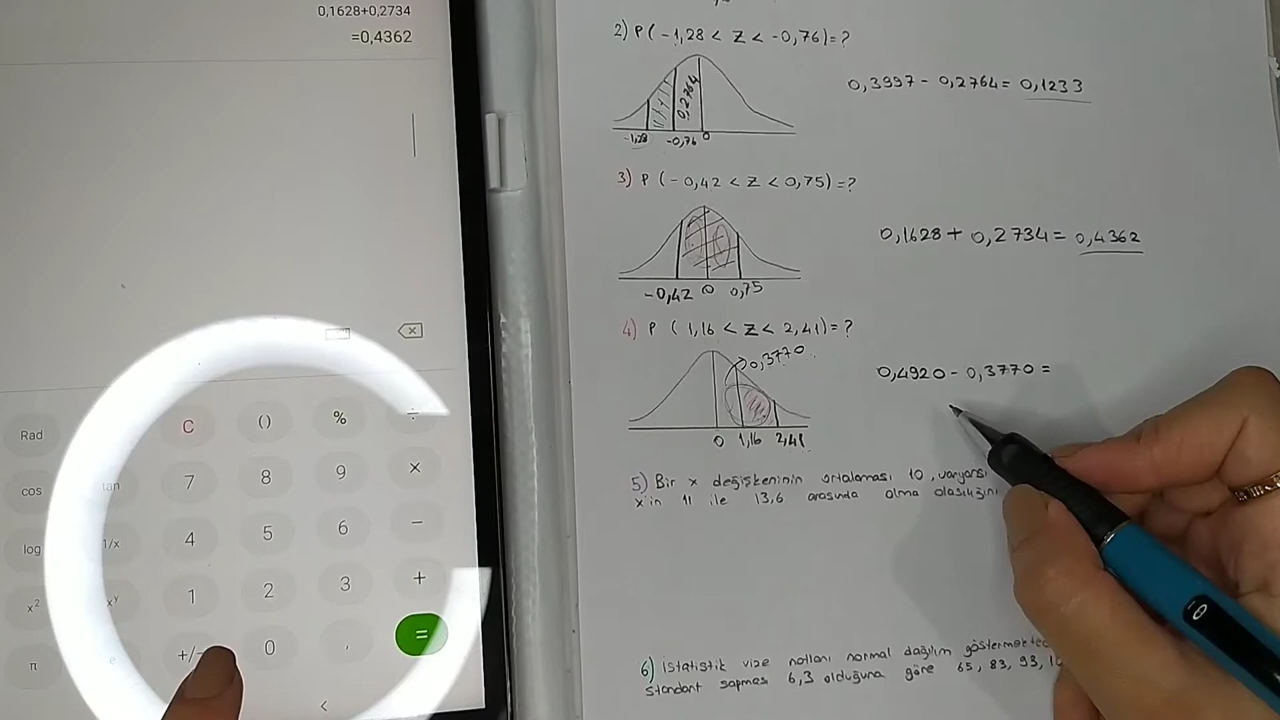 0,1628+0,2734
=0,4362
C
()
%
÷
Rad
7
8
9
×
cos
tan
4
5
6
−
log
1/x
1
2
3
+
x²
xʸ
+/-
0
,
=
π
e
2) P(-1,28 < Z < -0,76)=?
0,2764
-1,28 -0,76 0
0,3997 - 0,2764 = 0,1233
3) P (-0,42 < Z < 0,75)=?
-0,42 0 0,75
0,1628 + 0,2734 = 0,4362
4) P (1,16 < Z < 2,41)=?
0,3770
0 1,16 2,41
0,4920 - 0,3770 =
5) Bir x değişkeninin ortalaması 10, varyansı
x'in 11 ile 13,6 arasında olma olasılığını
6) İstatistik vize notları normal dağılım
standart sapması 6,3 olduğuna göre 65, 83, 93,